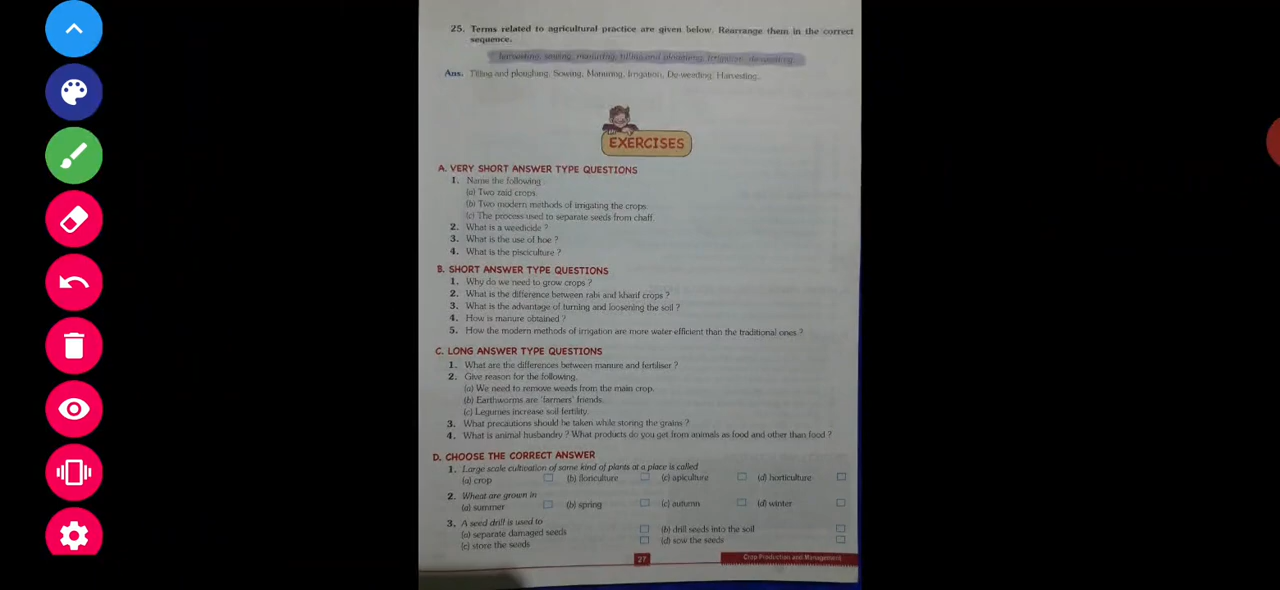 25. Terms related to agricultural practice are given below. Rearrange them in the correct
sequence.
harvesting, sowing, manuring, tilling and ploughing, irrigation, de-weeding
Ans. Tilling and ploughing, Sowing, Manuring, Irrigation, De-weeding, Harvesting.
EXERCISES
A. VERY SHORT ANSWER TYPE QUESTIONS
1. Name the following.
(a) Two zaid crops.
(b) Two modern methods of irrigating the crops.
(c) The process used to separate seeds from chaff.
2. What is a weedicide ?
3. What is the use of hoe ?
4. What is the pisciculture ?
B. SHORT ANSWER TYPE QUESTIONS
1. Why do we need to grow crops ?
2. What is the difference between rabi and kharif crops ?
3. What is the advantage of turning and loosening the soil ?
4. How is manure obtained ?
5. How the modern methods of irrigation are more water-efficient than the traditional ones ?
C. LONG ANSWER TYPE QUESTIONS
1. What are the differences between manure and fertiliser ?
2. Give reason for the following.
(a) We need to remove weeds from the main crop.
(b) Earthworms are 'farmers' friends.
(c) Legumes increase soil fertility.
3. What precautions should be taken while storing the grains ?
4. What is animal husbandry ? What products do you get from animals as food and other than food ?
D. CHOOSE THE CORRECT ANSWER
1. Large scale cultivation of same kind of plants at a place is called
(a) crop (b) floriculture (c) apiculture (d) horticulture
2. Wheat are grown in
(a) summer (b) spring (c) autumn (d) winter
3. A seed drill is used to
(a) separate damaged seeds (b) drill seeds into the soil
(c) store the seeds (d) sow the seeds
27 Crop Production and Management